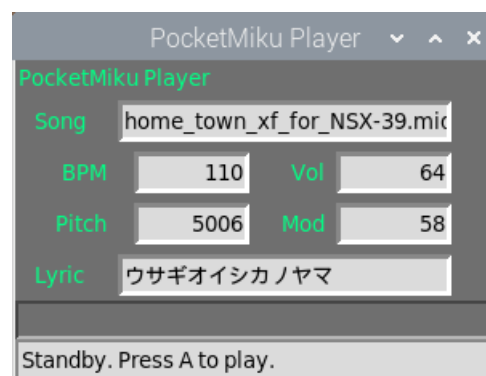 PocketMiku Player
PocketMiku Player
Song home_town_xf_for_NSX-39.mid
BPM 110 Vol 64
Pitch 5006 Mod 58
Lyric ウサギオイシカノヤマ
Standby. Press A to play.